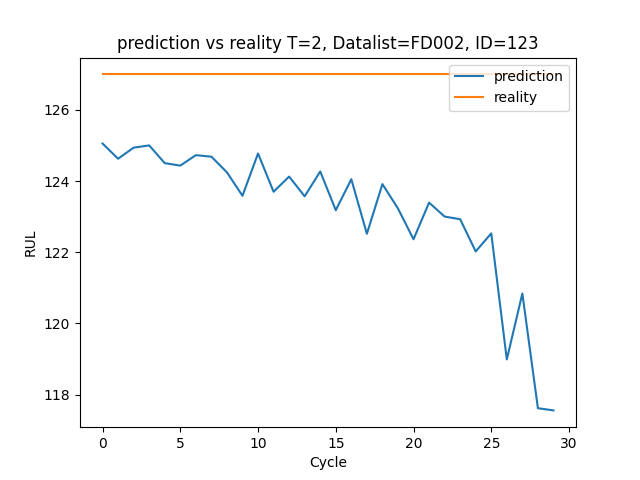 prediction vs reality T=2, Datalist=FD002, ID=123
prediction
reality
126
124
122
120
118
RUL
0 5 10 15 20 25 30
Cycle